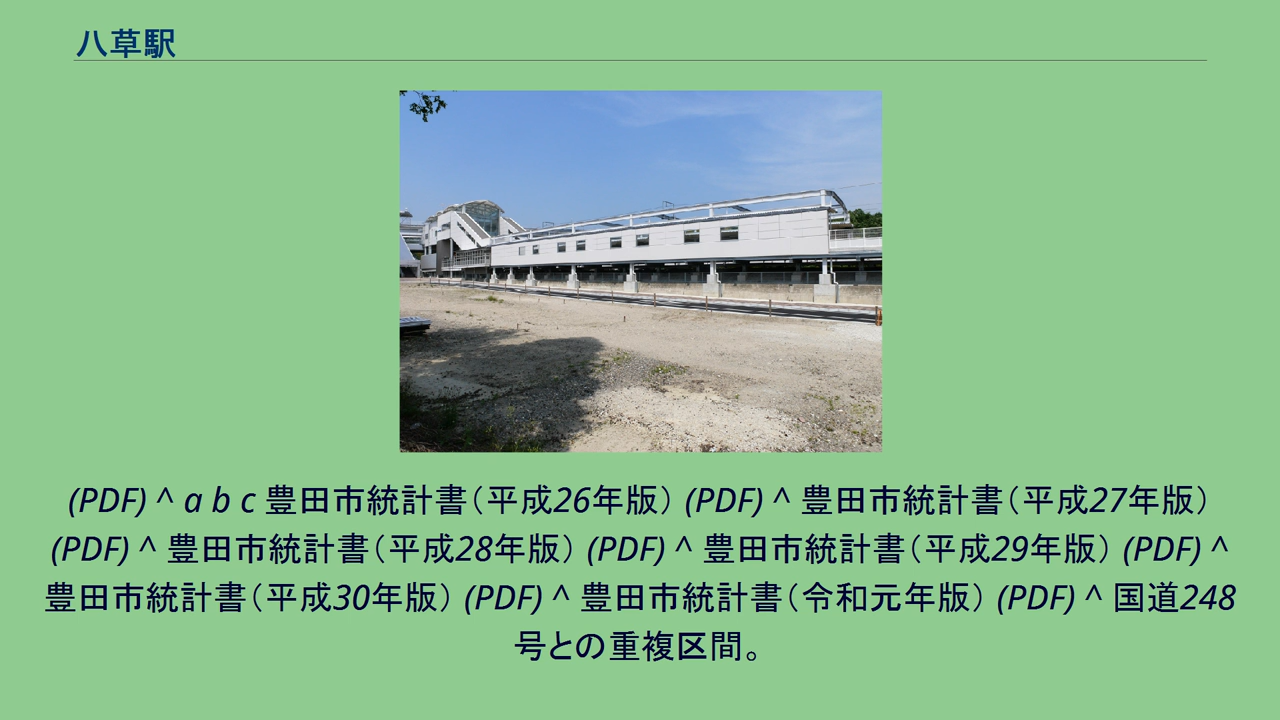 八草駅
(PDF) ^ a b c 豊田市統計書（平成26年版） (PDF) ^ 豊田市統計書（平成27年版）
(PDF) ^ 豊田市統計書（平成28年版） (PDF) ^ 豊田市統計書（平成29年版） (PDF) ^
豊田市統計書（平成30年版） (PDF) ^ 豊田市統計書（令和元年版） (PDF) ^ 国道248
号との重複区間。